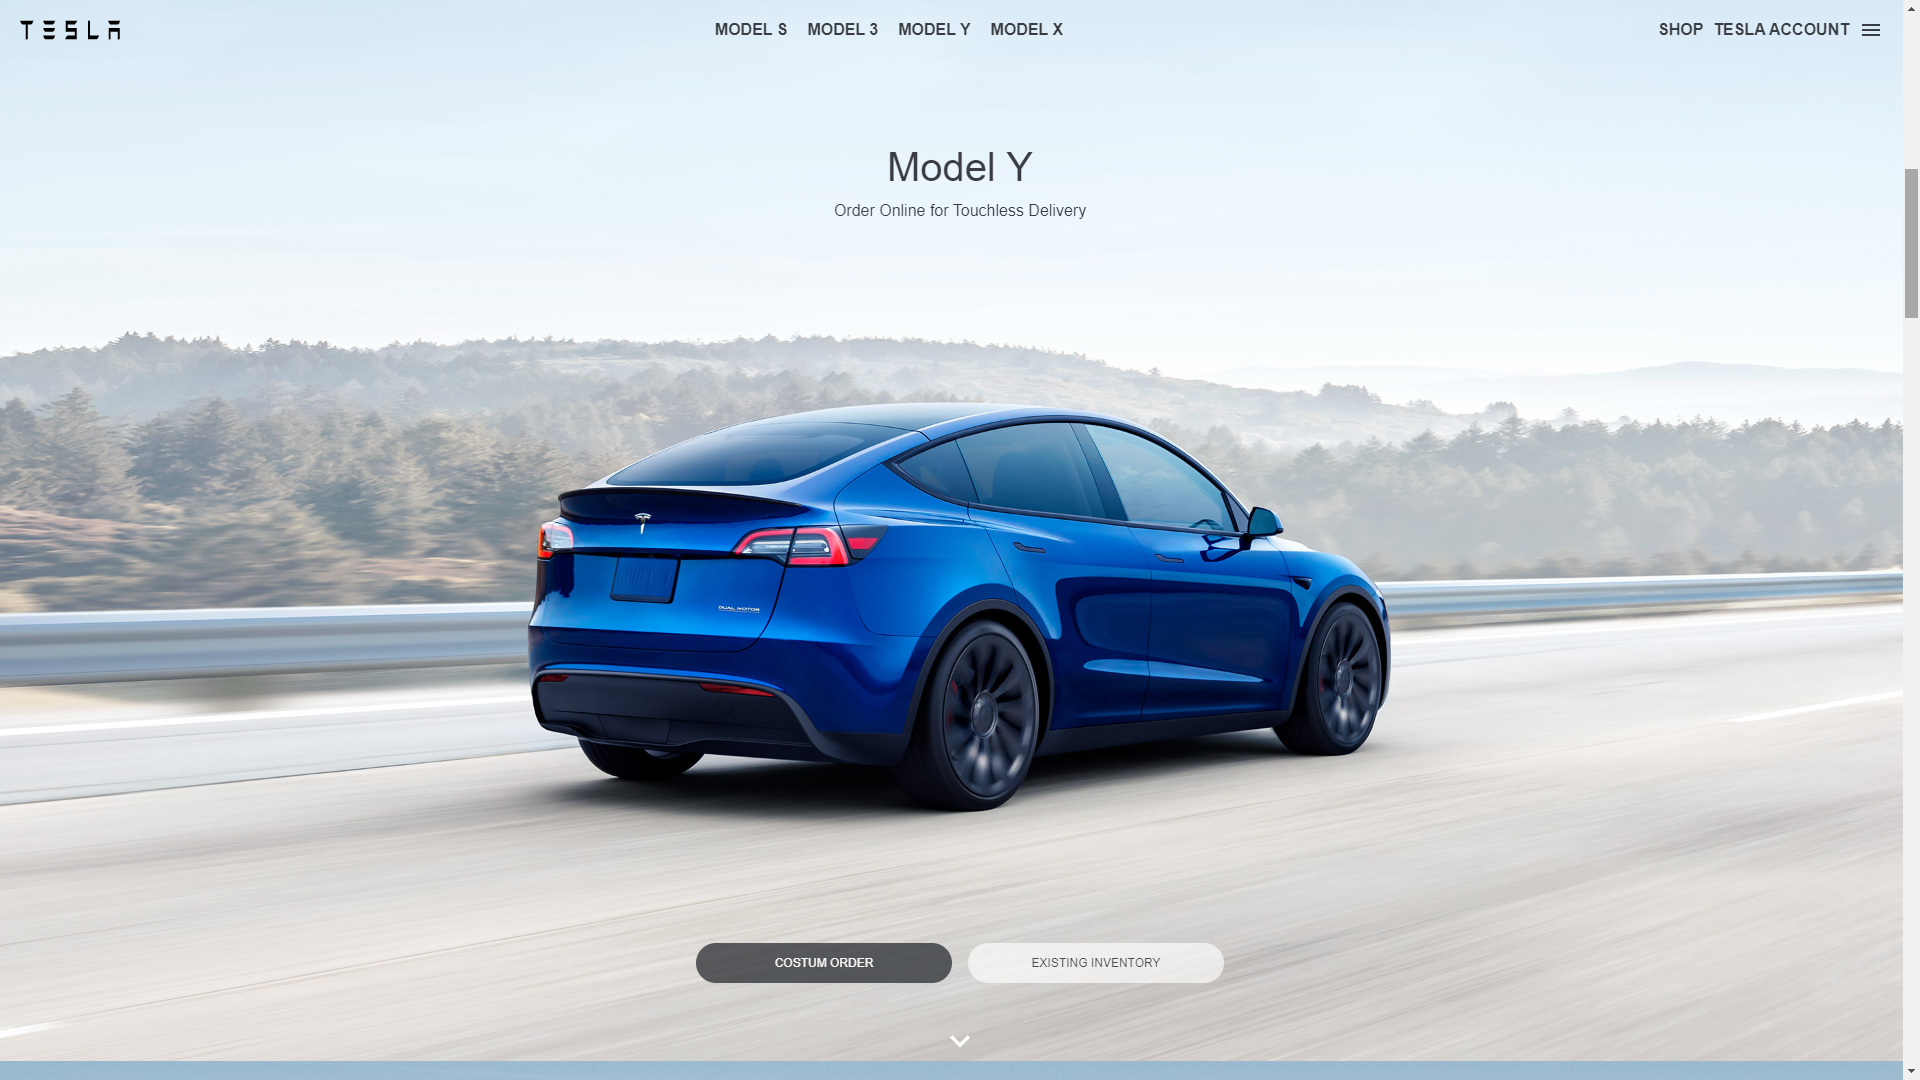 TESLA
MODEL S MODEL 3 MODEL Y MODEL X
SHOP TESLA ACCOUNT
Model Y
Order Online for Touchless Delivery
DUAL MOTOR
COSTUM ORDER
EXISTING INVENTORY